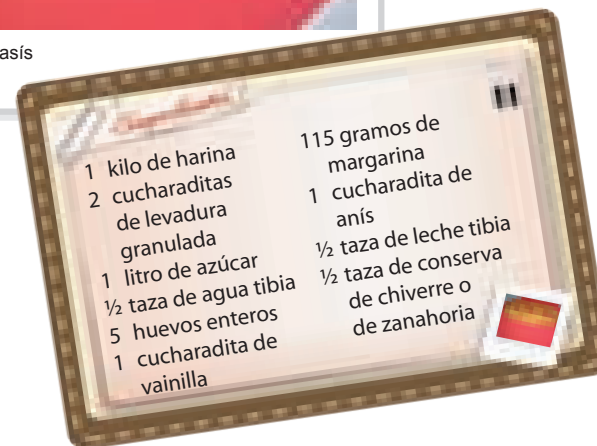 asís
1 kilo de harina
2 cucharaditas
de levadura
granulada
1 litro de azúcar
½ taza de agua tibia
5 huevos enteros
1 cucharadita de
vainilla
115 gramos de
margarina
1 cucharadita de
anís
½ taza de leche tibia
½ taza de conserva
de chiverre o
de zanahoria